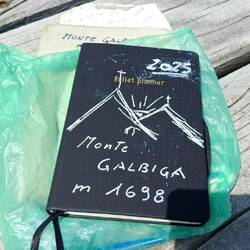 MONTE GAL
2025
Bullet planner
MONTE
GALBIGA
m 1698